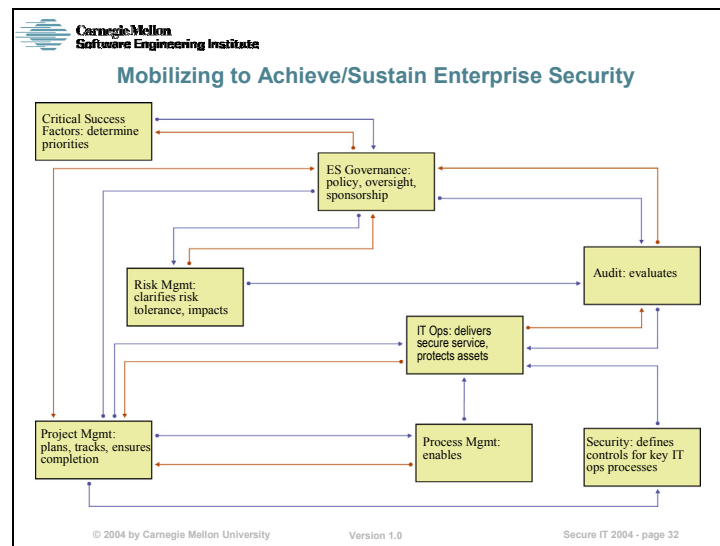 Carnegie Mellon
Software Engineering Institute
Mobilizing to Achieve/Sustain Enterprise Security
Critical Success
Factors: determine
priorities
ES Governance:
policy, oversight,
sponsorship
Risk Mgmt:
clarifies risk
tolerance, impacts
Audit: evaluates
IT Ops: delivers
secure service,
protects assets
Project Mgmt:
plans, tracks, ensures
completion
Process Mgmt:
enables
Security: defines
controls for key IT
ops processes
© 2004 by Carnegie Mellon University
Version 1.0
Secure IT 2004 - page 32